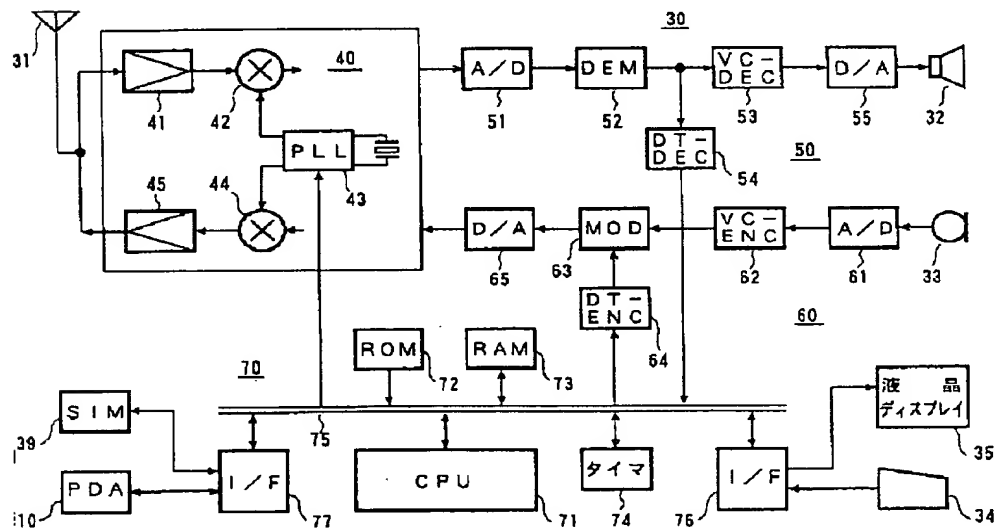 30
31
40
A/D
DEM
VC-
DEC
D/A
41
42
51
52
53
55
32
PLL
DT-
DEC
43
54
50
45
44
D/A
MOD
VC-
ENC
A/D
65
63
62
61
33
DT-
ENC
64
60
70
ROM
RAM
72
73
SIM
39
75
液晶
ディスプレイ
35
I/F
CPU
タイマ
I/F
PDA
110
77
71
74
76
34